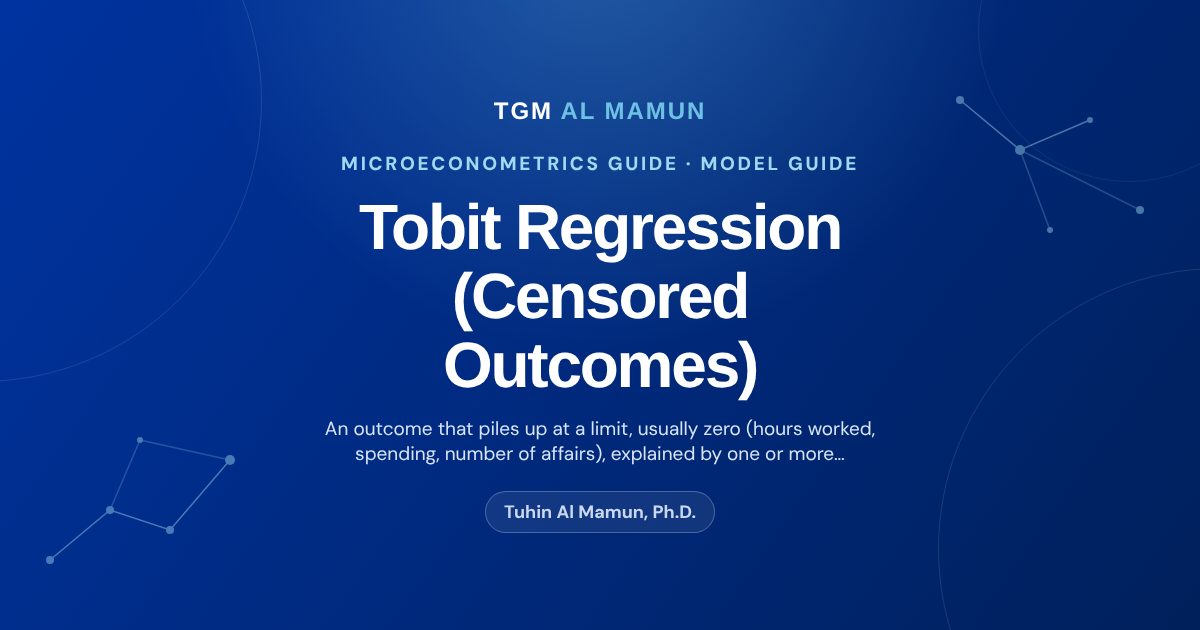 TGM AL MAMUN
MICROECONOMETRICS GUIDE · MODEL GUIDE
Tobit Regression
(Censored
Outcomes)
An outcome that piles up at a limit, usually zero (hours worked,
spending, number of affairs), explained by one or more...
Tuhin Al Mamun, Ph.D.